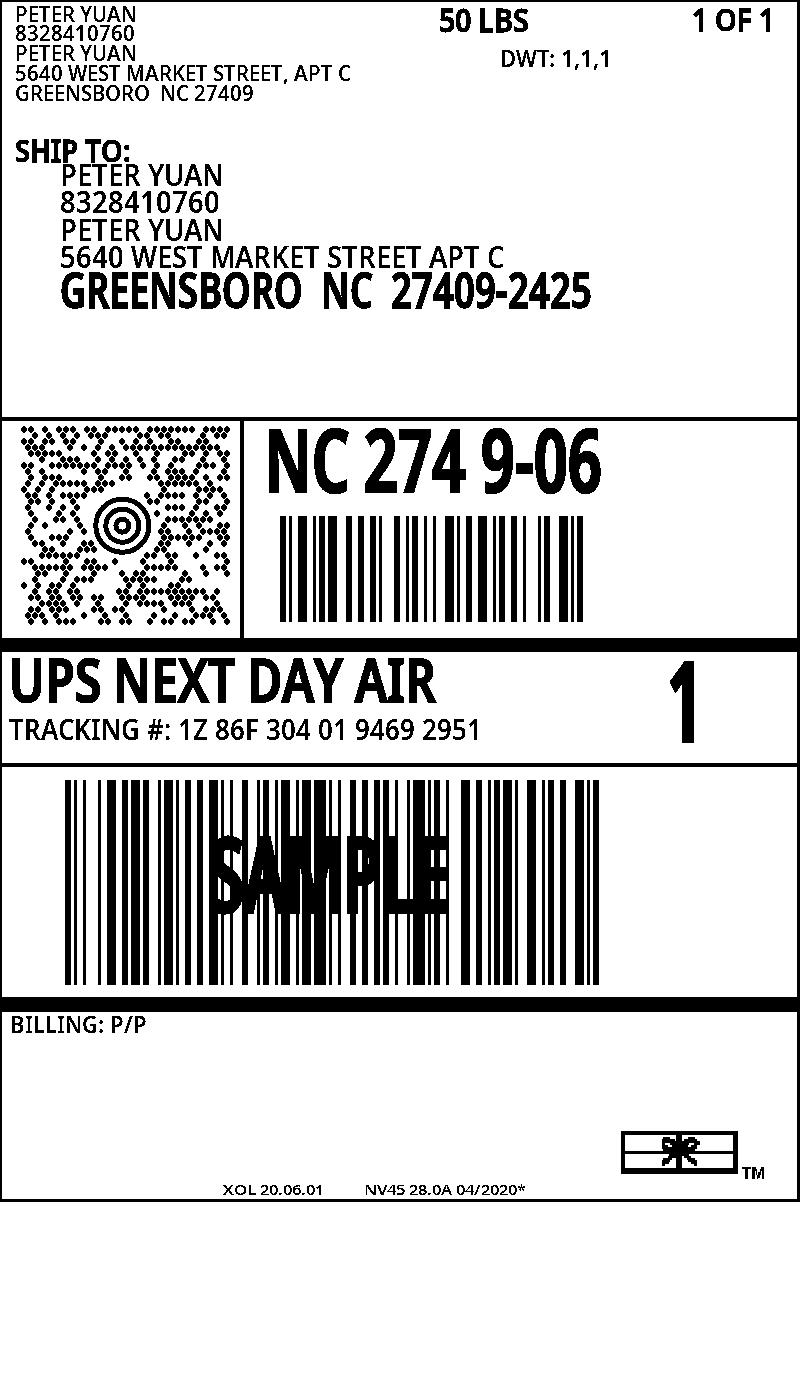 PETER YUAN
8328410760
PETER YUAN
5640 WEST MARKET STREET, APT C
GREENSBORO NC 27409
50 LBS
1 OF 1
DWT: 1,1,1
SHIP TO:
PETER YUAN
8328410760
PETER YUAN
5640 WEST MARKET STREET APT C
GREENSBORO NC 27409-2425
NC 274 9-06
UPS NEXT DAY AIR
1
TRACKING #: 1Z 86F 304 01 9469 2951
SAMPLE
BILLING: P/P
TM
XOL 20.06.01 NV45 28.0A 04/2020*